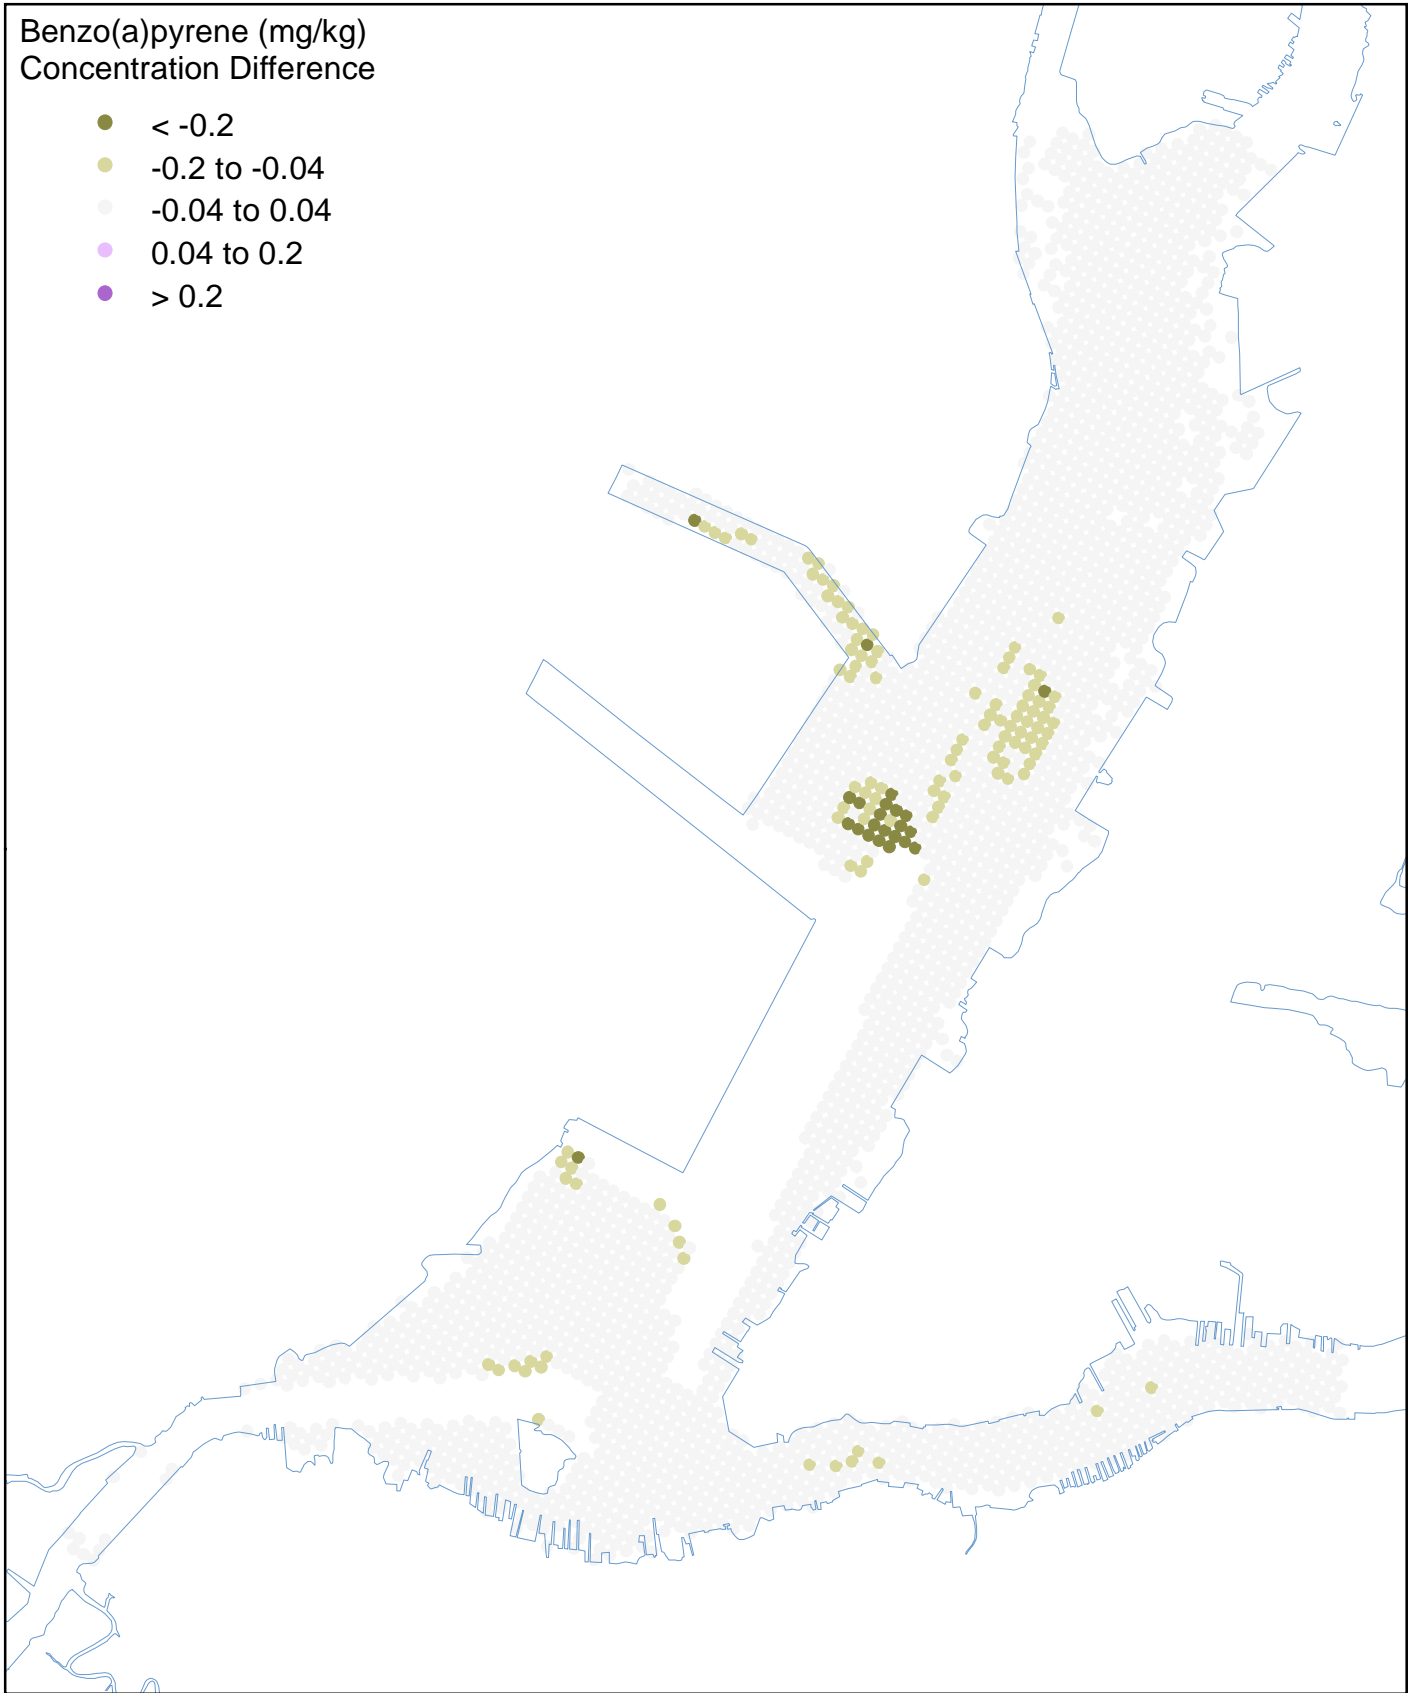 Benzo(a)pyrene (mg/kg)
Concentration Difference
< -0.2
-0.2 to -0.04
-0.04 to 0.04
0.04 to 0.2
> 0.2